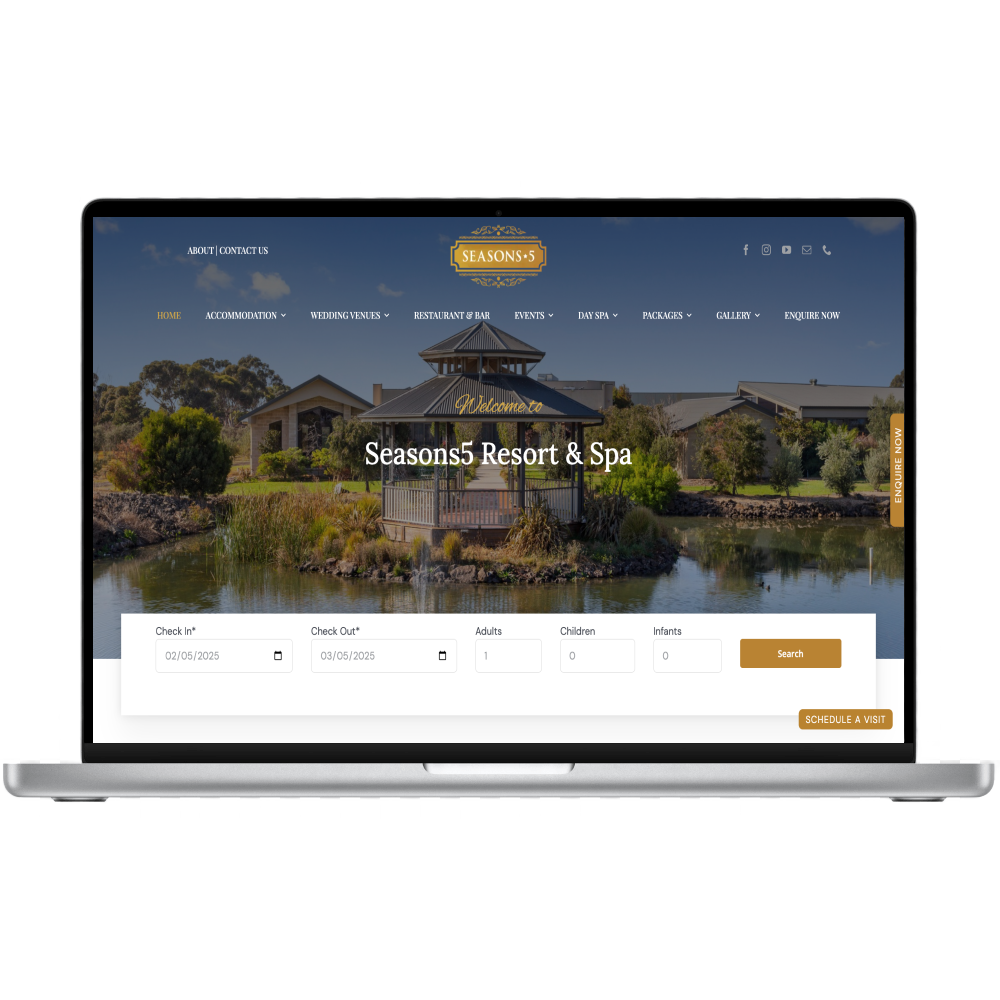 ABOUT | CONTACT US
SEASONS•5
HOME ACCOMMODATION WEDDING VENUES RESTAURANT & BAR EVENTS DAY SPA PACKAGES GALLERY ENQUIRE NOW
Welcome to
Seasons5 Resort & Spa
ENQUIRE NOW
Check In* Check Out* Adults Children Infants
02/05/2025 03/05/2025 1 0 0 Search
SCHEDULE A VISIT